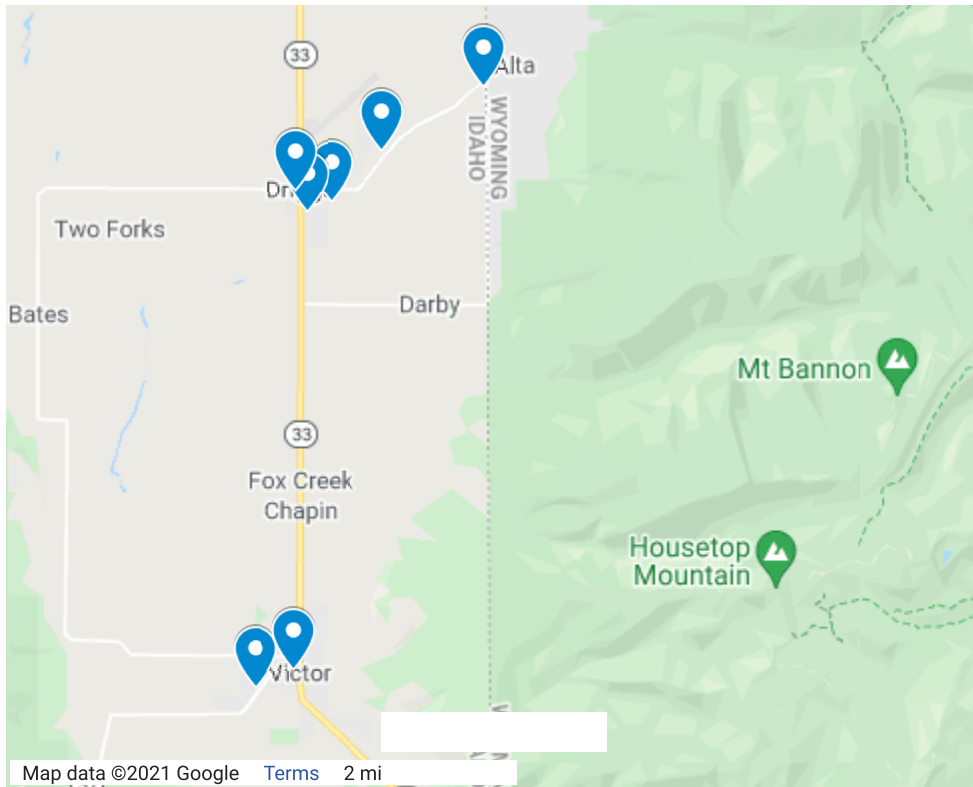 33
Alta
WYOMING
IDAHO
Two Forks
Bates
Darby
Mt Bannon
33
Fox Creek
Chapin
Housetop
Mountain
Victor
Map data ©2021 Google Terms 2 mi